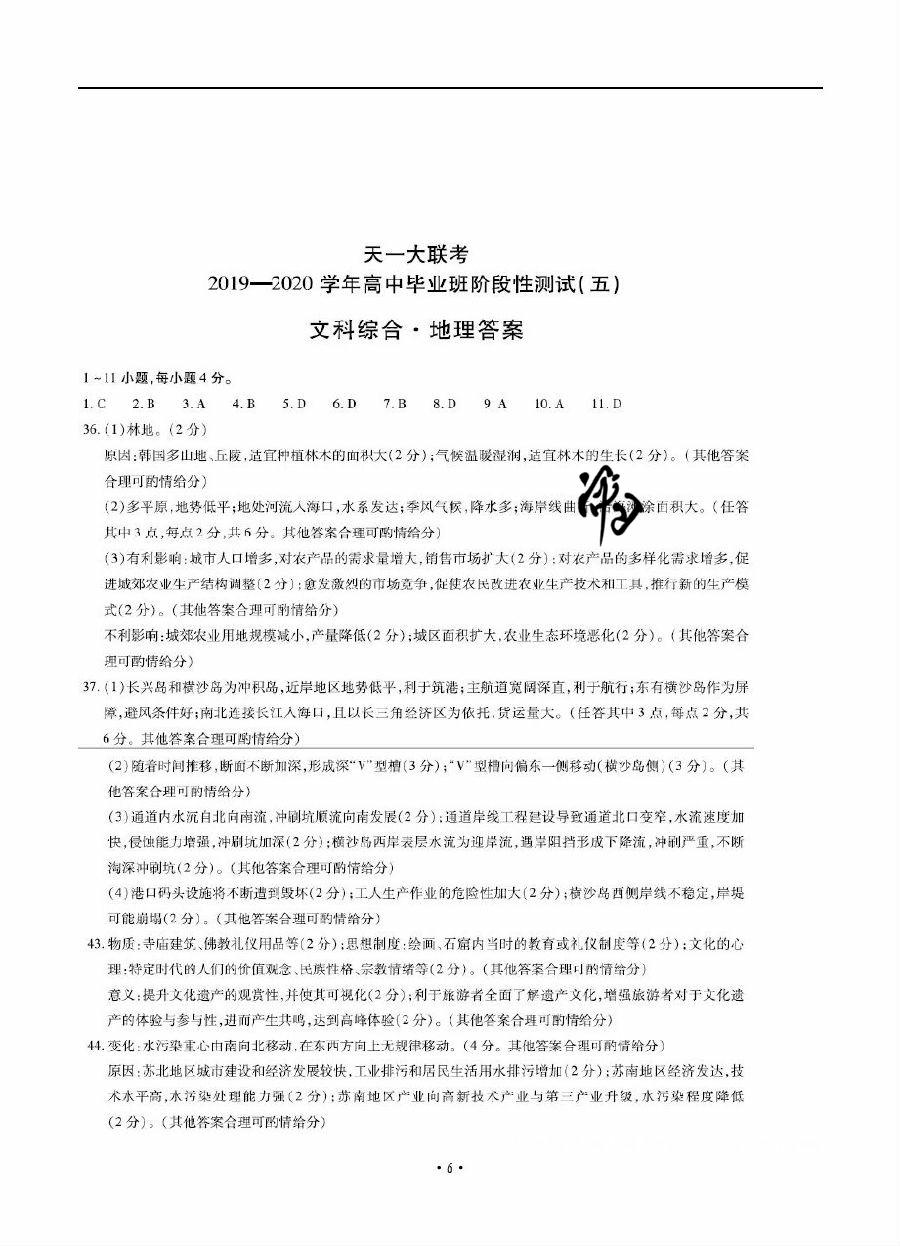 天一大联考
2019—2020 学年高中毕业班阶段性测试(五)
文科综合·地理答案
1~11 小题,每小题 4 分。
1. C 2. B 3. A 4. B 5. D 6. D 7. B 8. D 9 A 10. A 11. D
36. (1)林地。(2 分)
原因:韩国多山地、丘陵,适宜种植林木的面积大(2 分);气候温暖湿润,适宜林木的生长(2 分)。(其他答案
合理可酌情给分)
(2)多平原,地势低平;地处河流入海口,水系发达;季风气候,降水多;海岸线曲 涂面积大。(任答
其中 3 点,每点 2 分,共 6 分。其他答案合理可酌情给分)
(3)有利影响:城市人口增多,对农产品的需求量增大,销售市场扩大(2 分);对农产品的多样化需求增多,促
进城郊农业生产结构调整(2 分);愈发激烈的市场竞争,促使农民改进农业生产技术和工具,推行新的生产模
式(2 分)。(其他答案合理可酌情给分)
不利影响:城郊农业用地规模减小,产量降低(2 分);城区面积扩大,农业生态环境恶化(2 分)。(其他答案合
理可酌情给分)
37. (1)长兴岛和横沙岛为冲积岛,近岸地区地势低平,利于筑港;主航道宽阔深直,利于航行;东有横沙岛作为屏
障,避风条件好;南北连接长江入海口,且以长三角经济区为依托,货运量大。(任答其中 3 点,每点 2 分,共
6 分。其他答案合理可酌情给分)
(2)随着时间推移,断面不断加深,形成深“V”型槽(3 分);“V”型槽向偏东一侧移动(横沙岛侧)(3 分)。(其
他答案合理可酌情给分)
(3)通道内水流自北向南流,冲刷坑顺流向南发展(2 分);通道岸线工程建设导致通道北口变窄,水流速度加
快,侵蚀能力增强,冲刷坑加深(2 分);横沙岛西岸表层水流为迎岸流,遇岸阻挡形成下降流,冲刷严重,不断
淘深冲刷坑(2 分)。(其他答案合理可酌情给分)
(4)港口码头设施将不断遭到毁坏(2 分);工人生产作业的危险性加大(2 分);横沙岛西侧岸线不稳定,岸堤
可能崩塌(2 分)。(其他答案合理可酌情给分)
43. 物质:寺庙建筑、佛教礼仪用品等(2 分);思想制度:绘画、石窟内当时的教育或礼仪制度等(2 分);文化的心
理:特定时代的人们的价值观念、民族性格、宗教情绪等(2 分)。(其他答案合理可酌情给分)
意义:提升文化遗产的观赏性,并使其可视化(2 分);利于旅游者全面了解遗产文化,增强旅游者对于文化遗
产的体验与参与性,进而产生共鸣,达到高峰体验(2 分)。(其他答案合理可酌情给分)
44. 变化:水污染重心由南向北移动,在东西方向上无规律移动。(4 分。其他答案合理可酌情给分)
原因:苏北地区城市建设和经济发展较快,工业排污和居民生活用水排污增加(2 分);苏南地区经济发达,技
术水平高,水污染处理能力强(2 分);苏南地区产业向高新技术产业与第三产业升级,水污染程度降低
(2 分)。(其他答案合理可酌情给分)
• 6 •